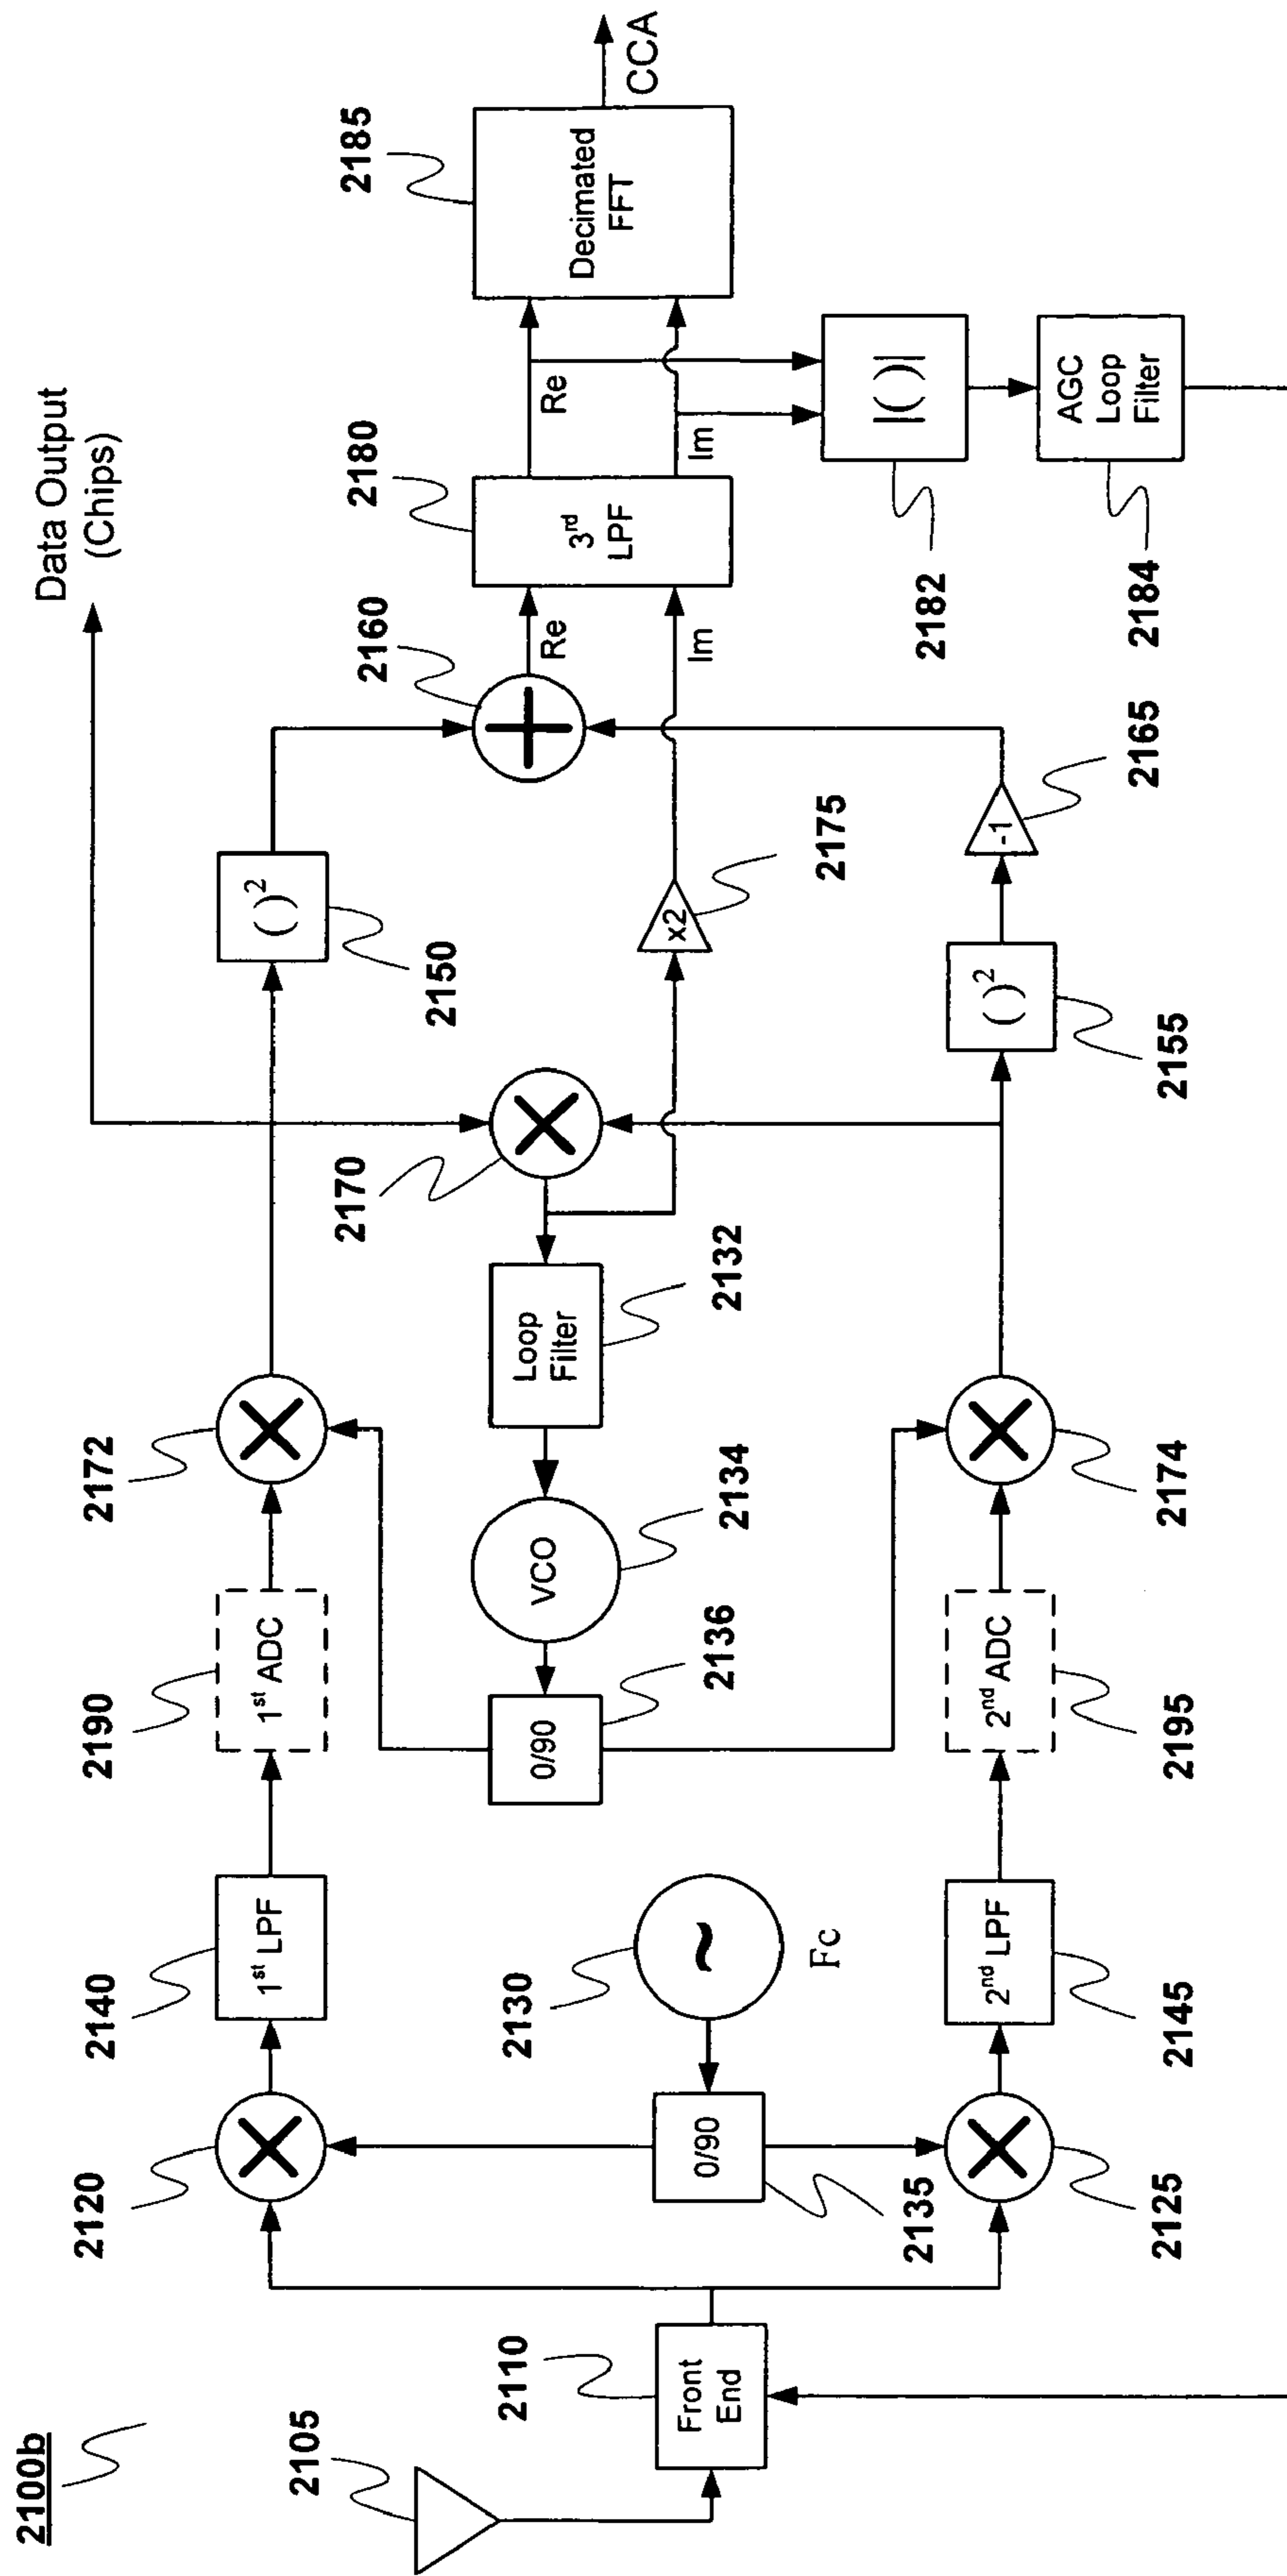 2100b
2105
2110
Front
End
2120
2125
2130
Fc
2135
0/90
2140
1st LPF
2145
2nd LPF
2190
1st ADC
2195
2nd ADC
2136
0/90
2134
VCO
2132
Loop
Filter
2172
2174
2170
Data Output
(Chips)
2150
( )2
2155
( )2
2175
x2
2165
-1
2160
Re
Im
2180
3rd
LPF
Re
Im
2182
|( )|
2184
AGC
Loop
Filter
2185
Decimated
FFT
CCA